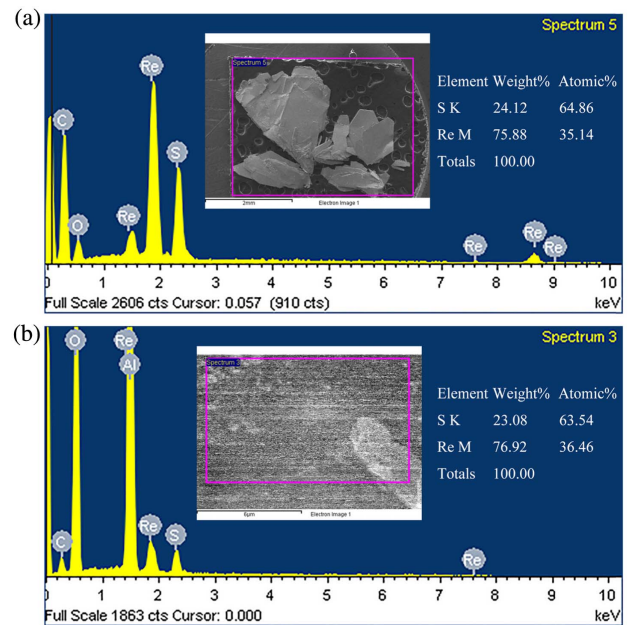 (a)
Spectrum 5
Re
C
S
O
Re
Re
Re
Re
Spectrum 5
2mm Electron Image 1
Element Weight% Atomic%
S K 24.12 64.86
Re M 75.88 35.14
Totals 100.00
0 1 2 3 4 5 6 7 8 9 10
Full Scale 2606 cts Cursor: 0.057 (910 cts) keV
(b)
Spectrum 3
O
Re
Al
C
Re
S
Re
Spectrum 3
6µm Electron Image 1
Element Weight% Atomic%
S K 23.08 63.54
Re M 76.92 36.46
Totals 100.00
0 1 2 3 4 5 6 7 8 9 10
Full Scale 1863 cts Cursor: 0.000 keV